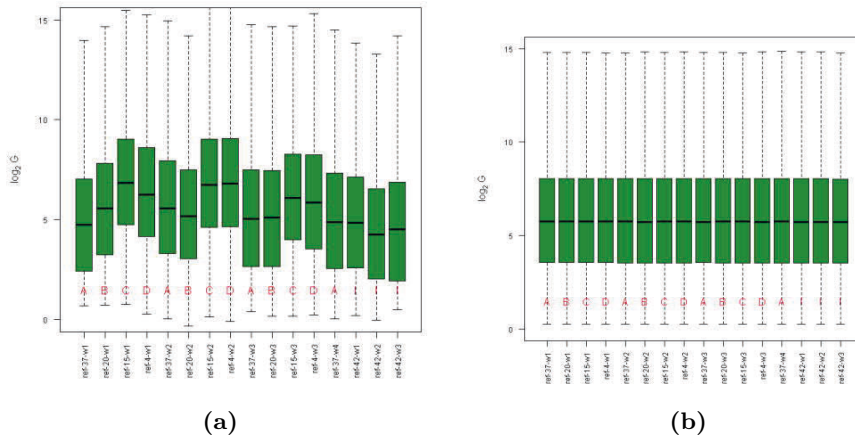 15
10
5
0
log2 G
A B C D A B C D A B C D A I I I
ref-37-w1 ref-20-w1 ref-15-w1 ref-4-w1 ref-37-w2 ref-20-w2 ref-15-w2 ref-4-w2 ref-37-w3 ref-20-w3 ref-15-w3 ref-4-w3 ref-37-w4 ref-42-w1 ref-42-w2 ref-42-w3
(a)
15
10
5
0
log2 G
A B C D A B C D A B C D A I I I
ref-37-w1 ref-20-w1 ref-15-w1 ref-4-w1 ref-37-w2 ref-20-w2 ref-15-w2 ref-4-w2 ref-37-w3 ref-20-w3 ref-15-w3 ref-4-w3 ref-37-w4 ref-42-w1 ref-42-w2 ref-42-w3
(b)